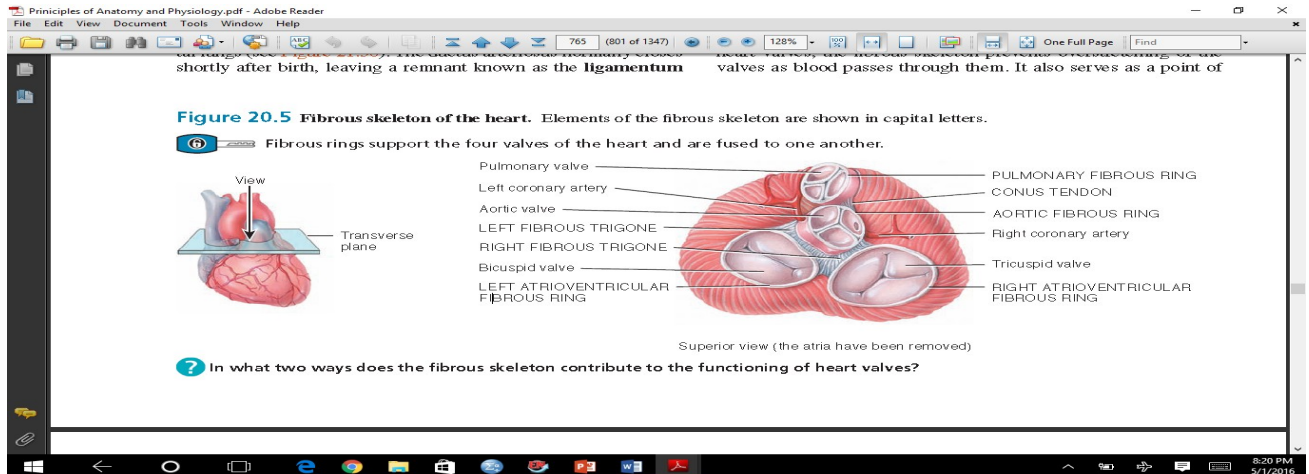 Priniciples of Anatomy and Physiology.pdf - Adobe Reader
File Edit View Document Tools Window Help
765 (801 of 1347) 128% One Full Page Find
shortly after birth, leaving a remnant known as the ligamentum
valves as blood passes through them. It also serves as a point of
Figure 20.5 Fibrous skeleton of the heart. Elements of the fibrous skeleton are shown in capital letters.
Fibrous rings support the four valves of the heart and are fused to one another.
View
Transverse
plane
Pulmonary valve
Left coronary artery
Aortic valve
LEFT FIBROUS TRIGONE
RIGHT FIBROUS TRIGONE
Bicuspid valve
LEFT ATRIOVENTRICULAR
FIBROUS RING
PULMONARY FIBROUS RING
CONUS TENDON
AORTIC FIBROUS RING
Right coronary artery
Tricuspid valve
RIGHT ATRIOVENTRICULAR
FIBROUS RING
Superior view (the atria have been removed)
? In what two ways does the fibrous skeleton contribute to the functioning of heart valves?
8:20 PM
5/1/2016